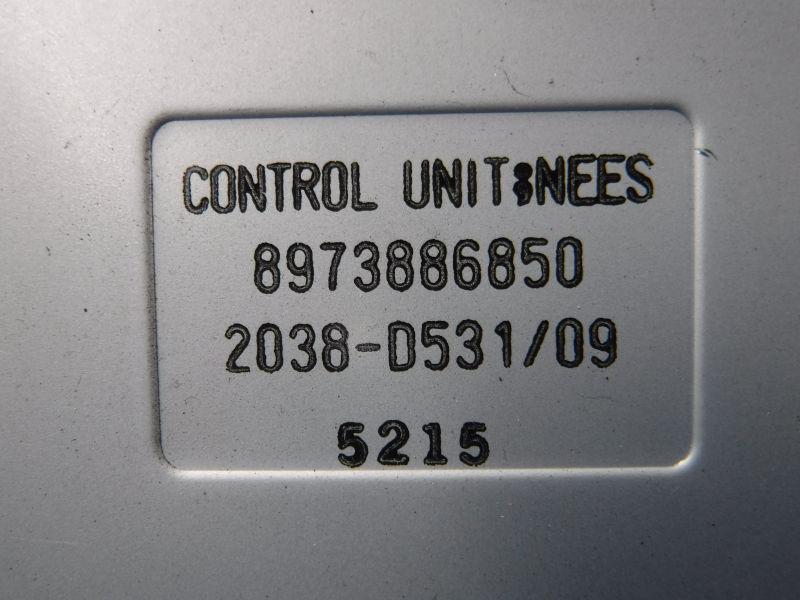 CONTROL UNIT;NEES
8973886850
2038-D531/09
5215